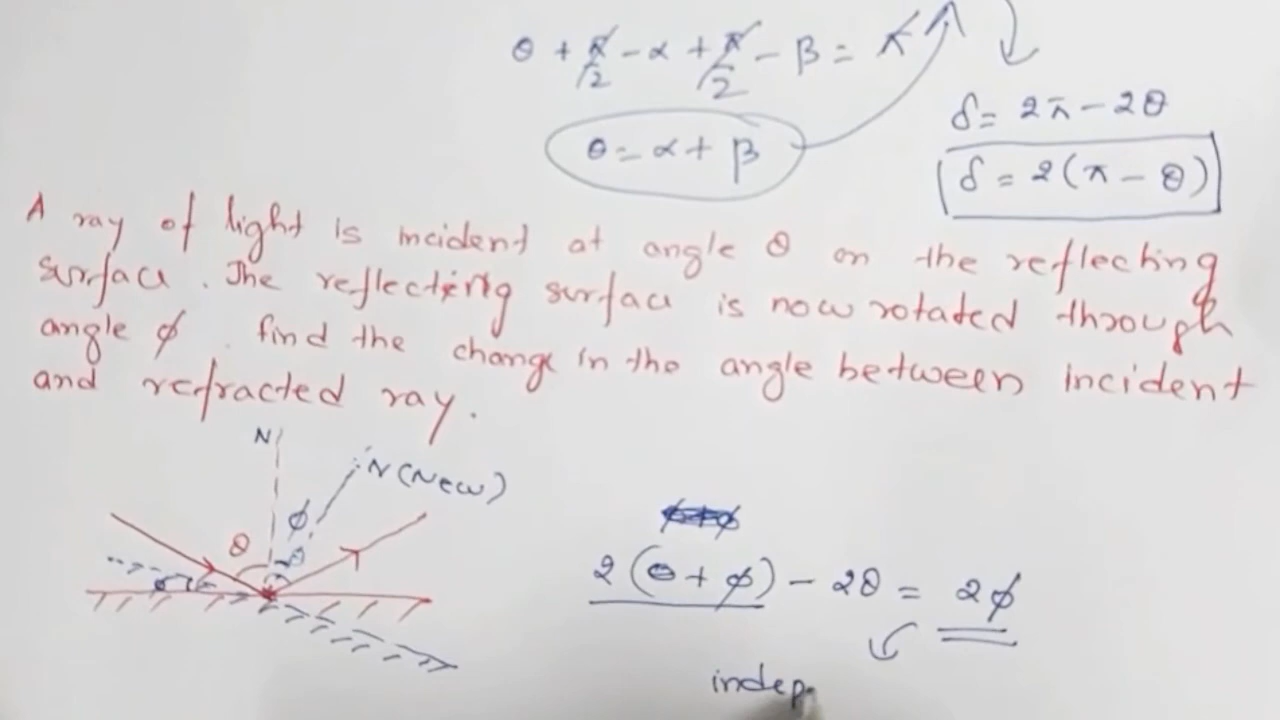 θ + π/2 - α + π/2 - β = π
θ = α + β
δ = 2π - 2θ
δ = 2(π - θ)
A ray of light is incident at angle θ on the reflecting
surface. The reflecting surface is now rotated through
angle ϕ. find the change in the angle between incident
and refracted ray.
N
N (New)
ϕ
θ
θ
ϕ
2(θ + ϕ) - 2θ = 2ϕ
indep